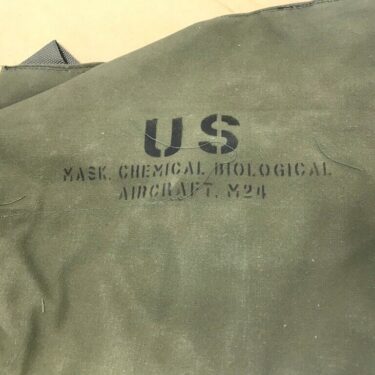 US
MASK, CHEMICAL BIOLOGICAL
AIRCRAFT, M24